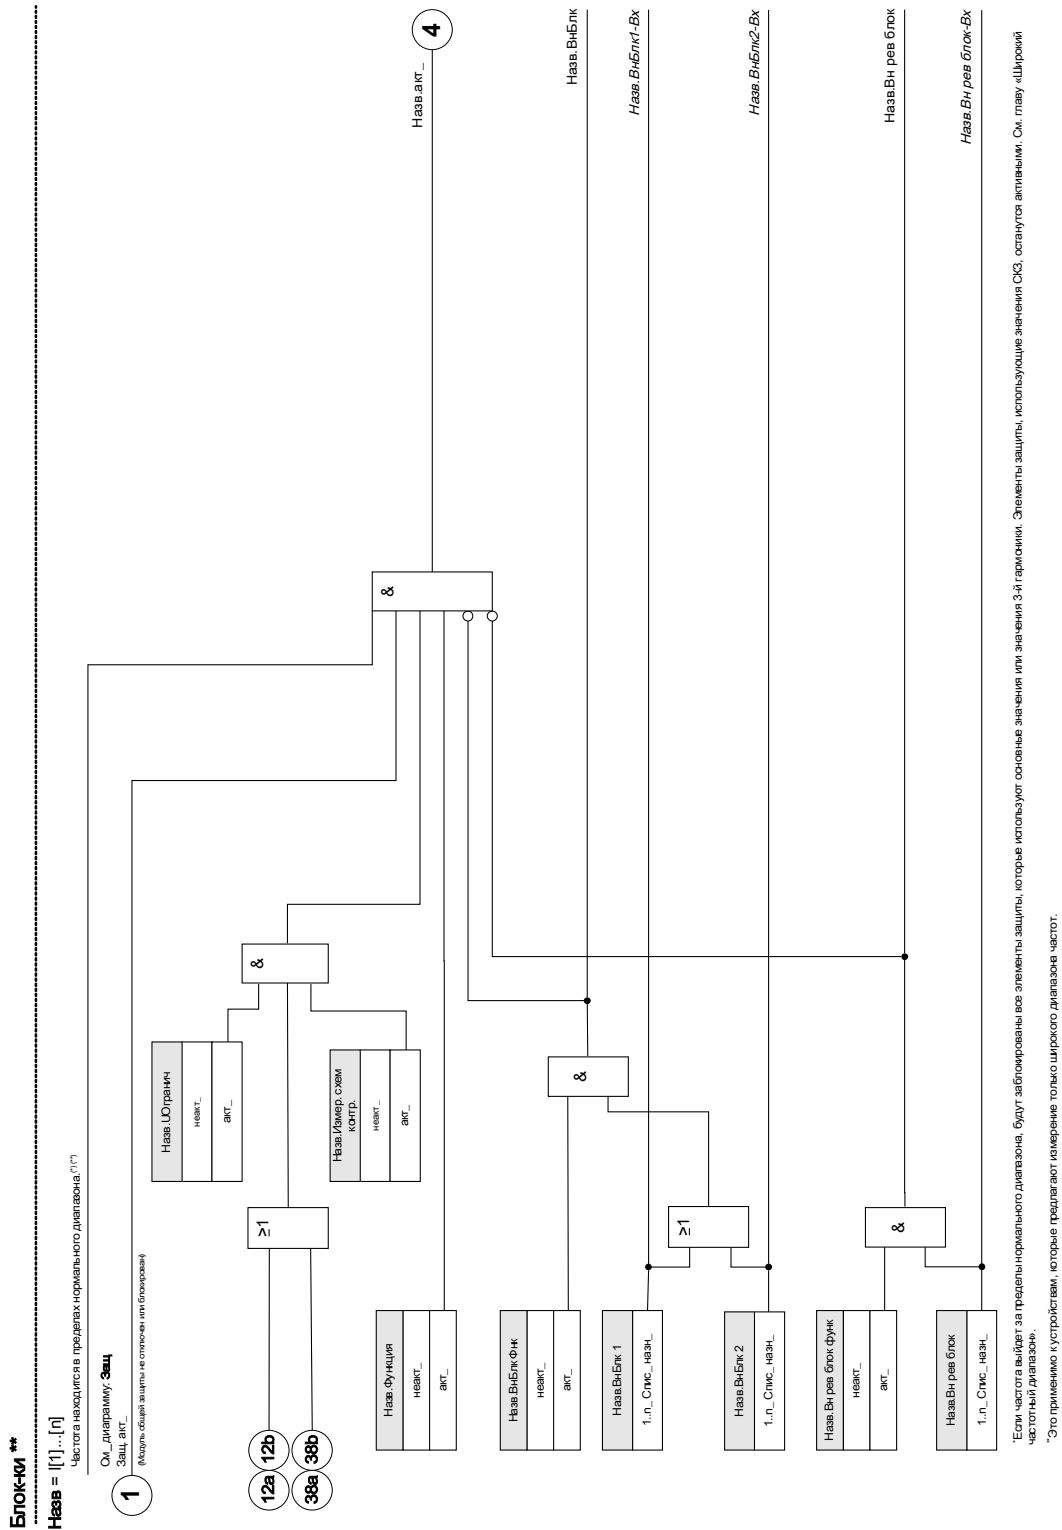 Блок-ки **
Назв = I[1]...[n]
Частота находится в пределах нормального диапазона.(*) (**)
См_диаграмму: Защ
Защ. акт_
(Модуль общей защиты не отключен или блокирован)
1
12a 12b
38a 38b
≥1
Назв.UОгранич
неакт_
акт_
Назв.Измер. схем
контр.
неакт_
акт_
&
Назв.Функция
неакт_
акт_
&
Назв.акт_
4
Назв.ВнБлк Фнк
неакт_
акт_
&
Назв.ВнБлк
Назв.ВнБлк 1
1..n_Спис_назн_
Назв.ВнБлк1-Вх
≥1
Назв.ВнБлк 2
1..n_Спис_назн_
Назв.ВнБлк2-Вх
Назв.Вн рев блок функ
неакт_
акт_
&
Назв.Вн рев блок
Назв.Вн рев блок
1..n_Спис_назн_
Назв.Вн рев блок-Вх
*Если частота выйдет за пределы нормального диапазона, будут заблокированы все элементы защиты, которые используют основные значения или значения 3-й гармоники. Элементы защиты, использующие значения СКЗ, останутся активными. См. главу «Широкий
частотный диапазон».
**Это применимо к устройствам, которые предлагают измерение только широкого диапазона частот.